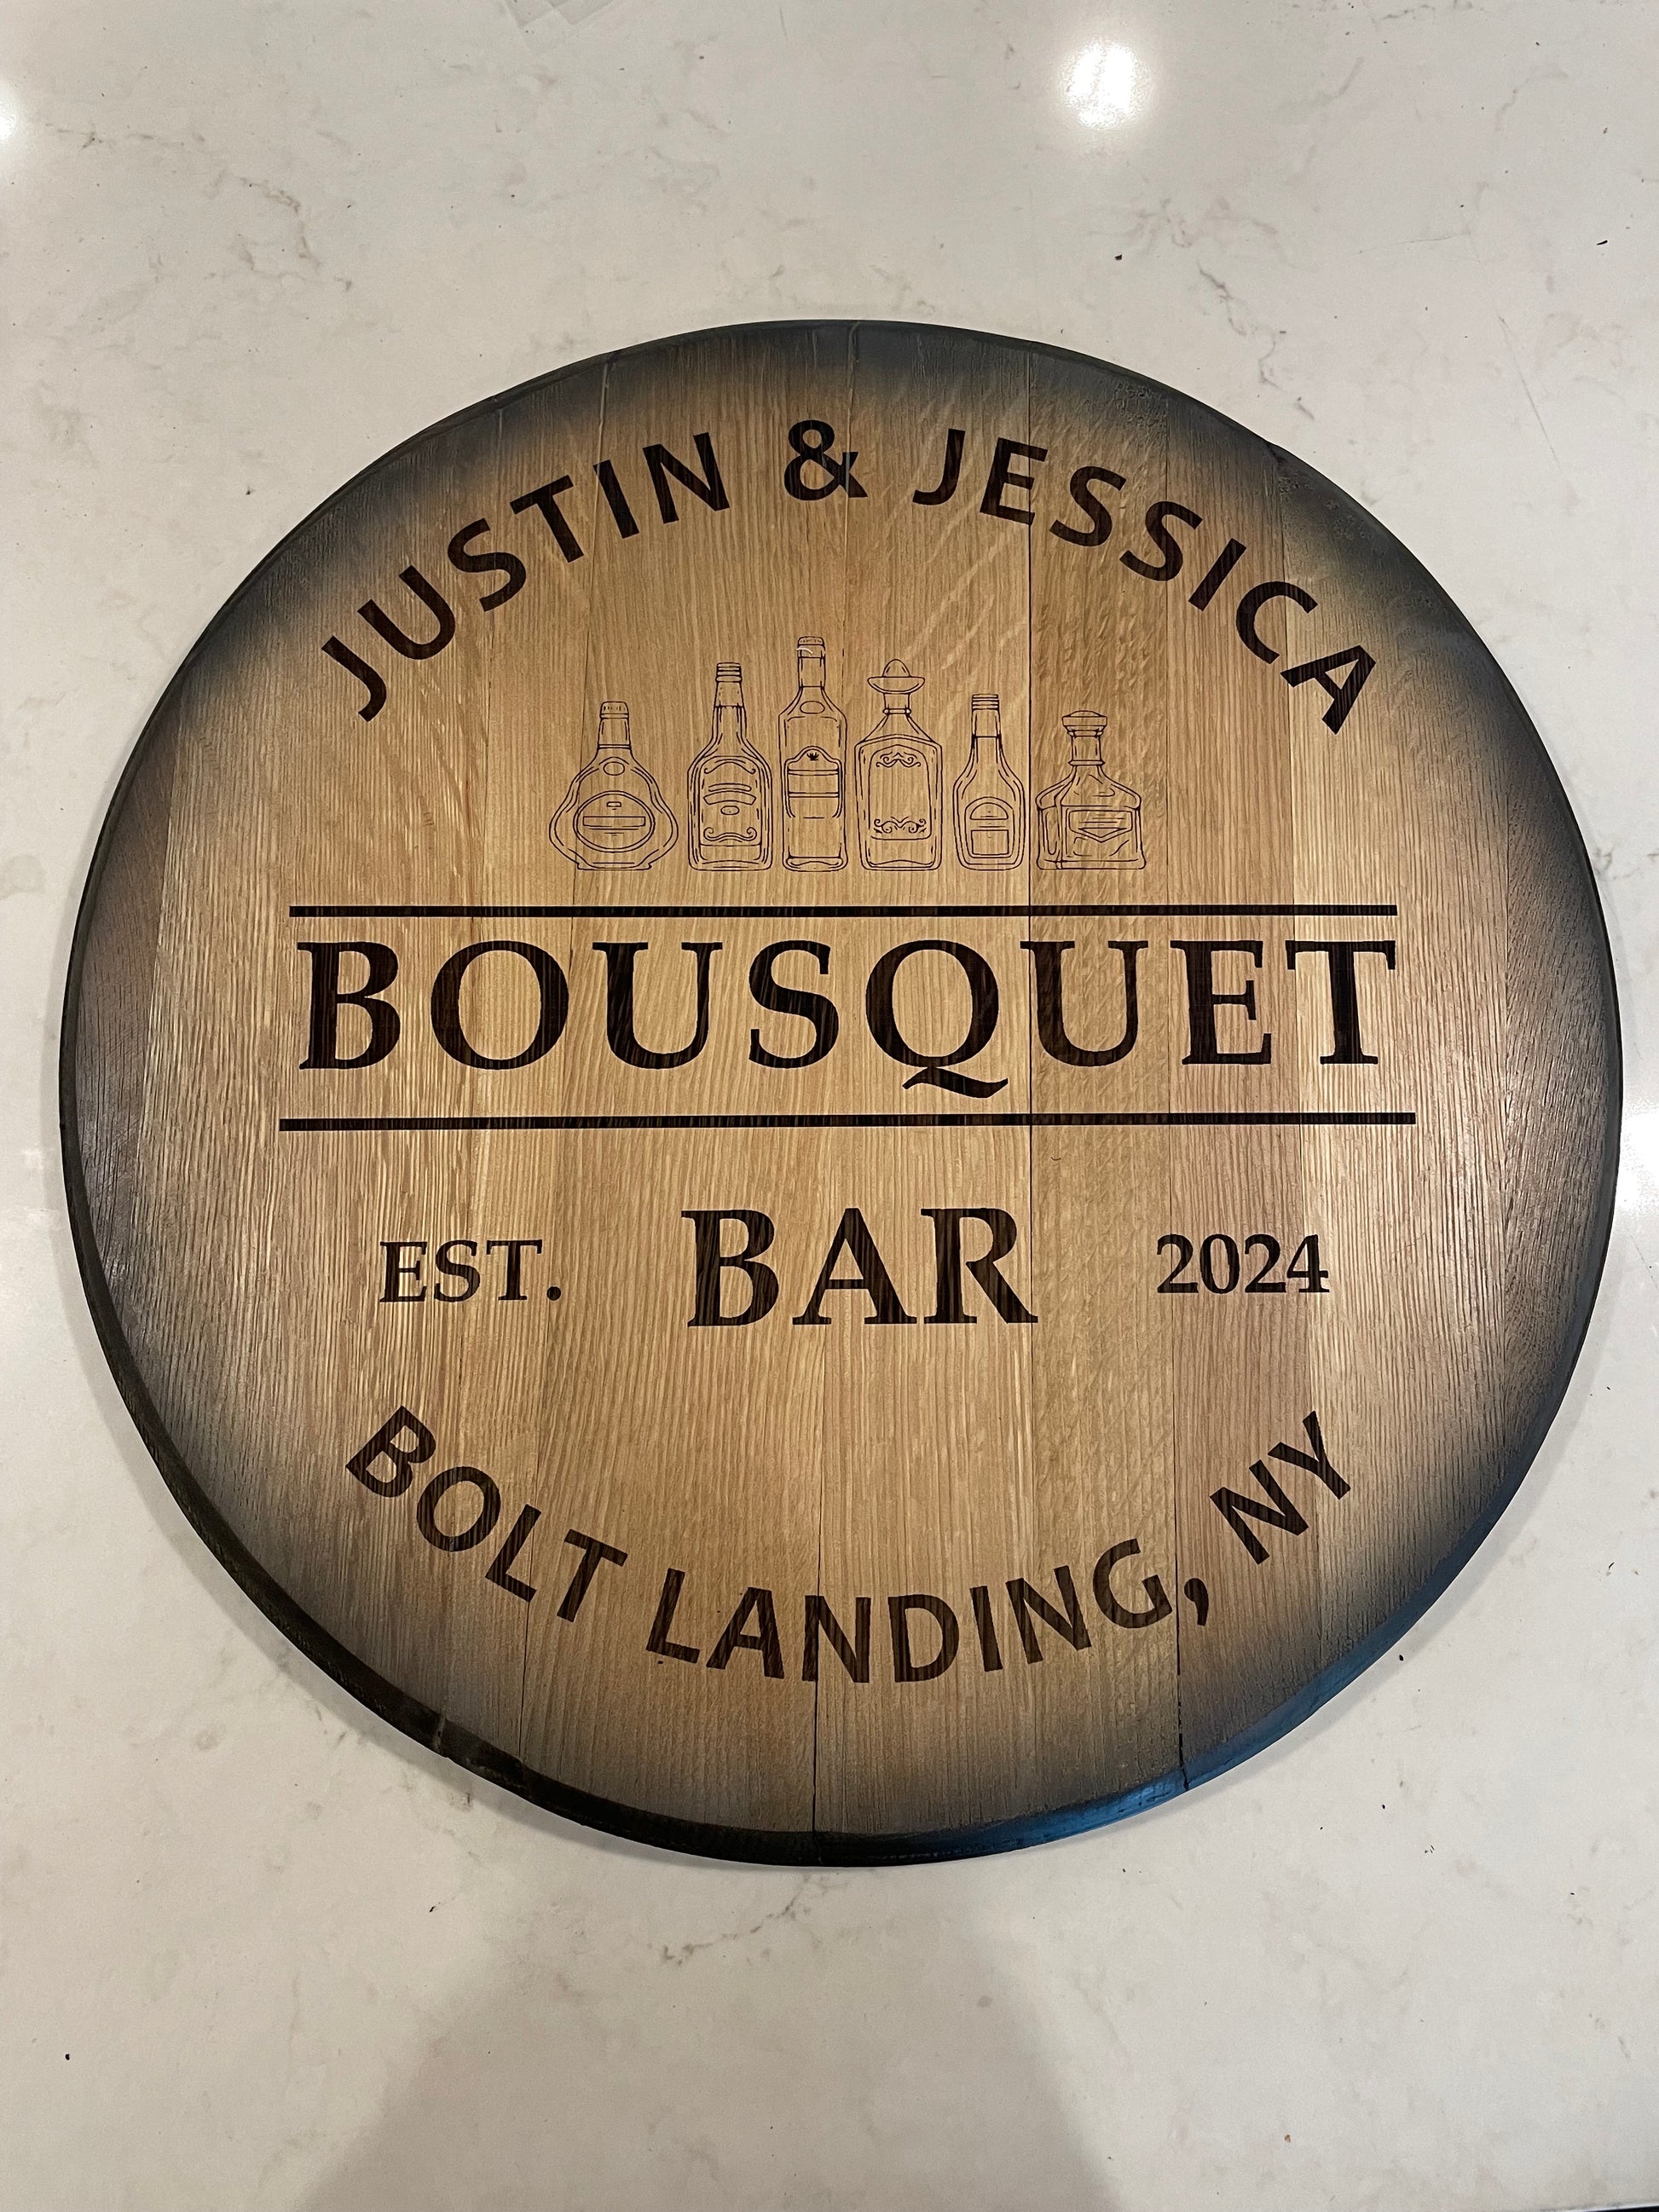 JUSTIN & JESSICA
BOUSQUET
EST. BAR 2024
BOLT LANDING, NY